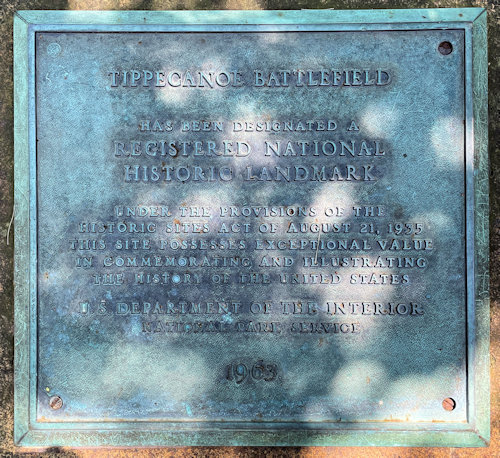 TIPPECANOE BATTLEFIELD
HAS BEEN DESIGNATED A
REGISTERED NATIONAL
HISTORIC LANDMARK
UNDER THE PROVISIONS OF THE
HISTORIC SITES ACT OF AUGUST 21, 1935
THIS SITE POSSESSES EXCEPTIONAL VALUE
IN COMMEMORATING AND ILLUSTRATING
THE HISTORY OF THE UNITED STATES
U.S. DEPARTMENT OF THE INTERIOR
NATIONAL PARK SERVICE
1963